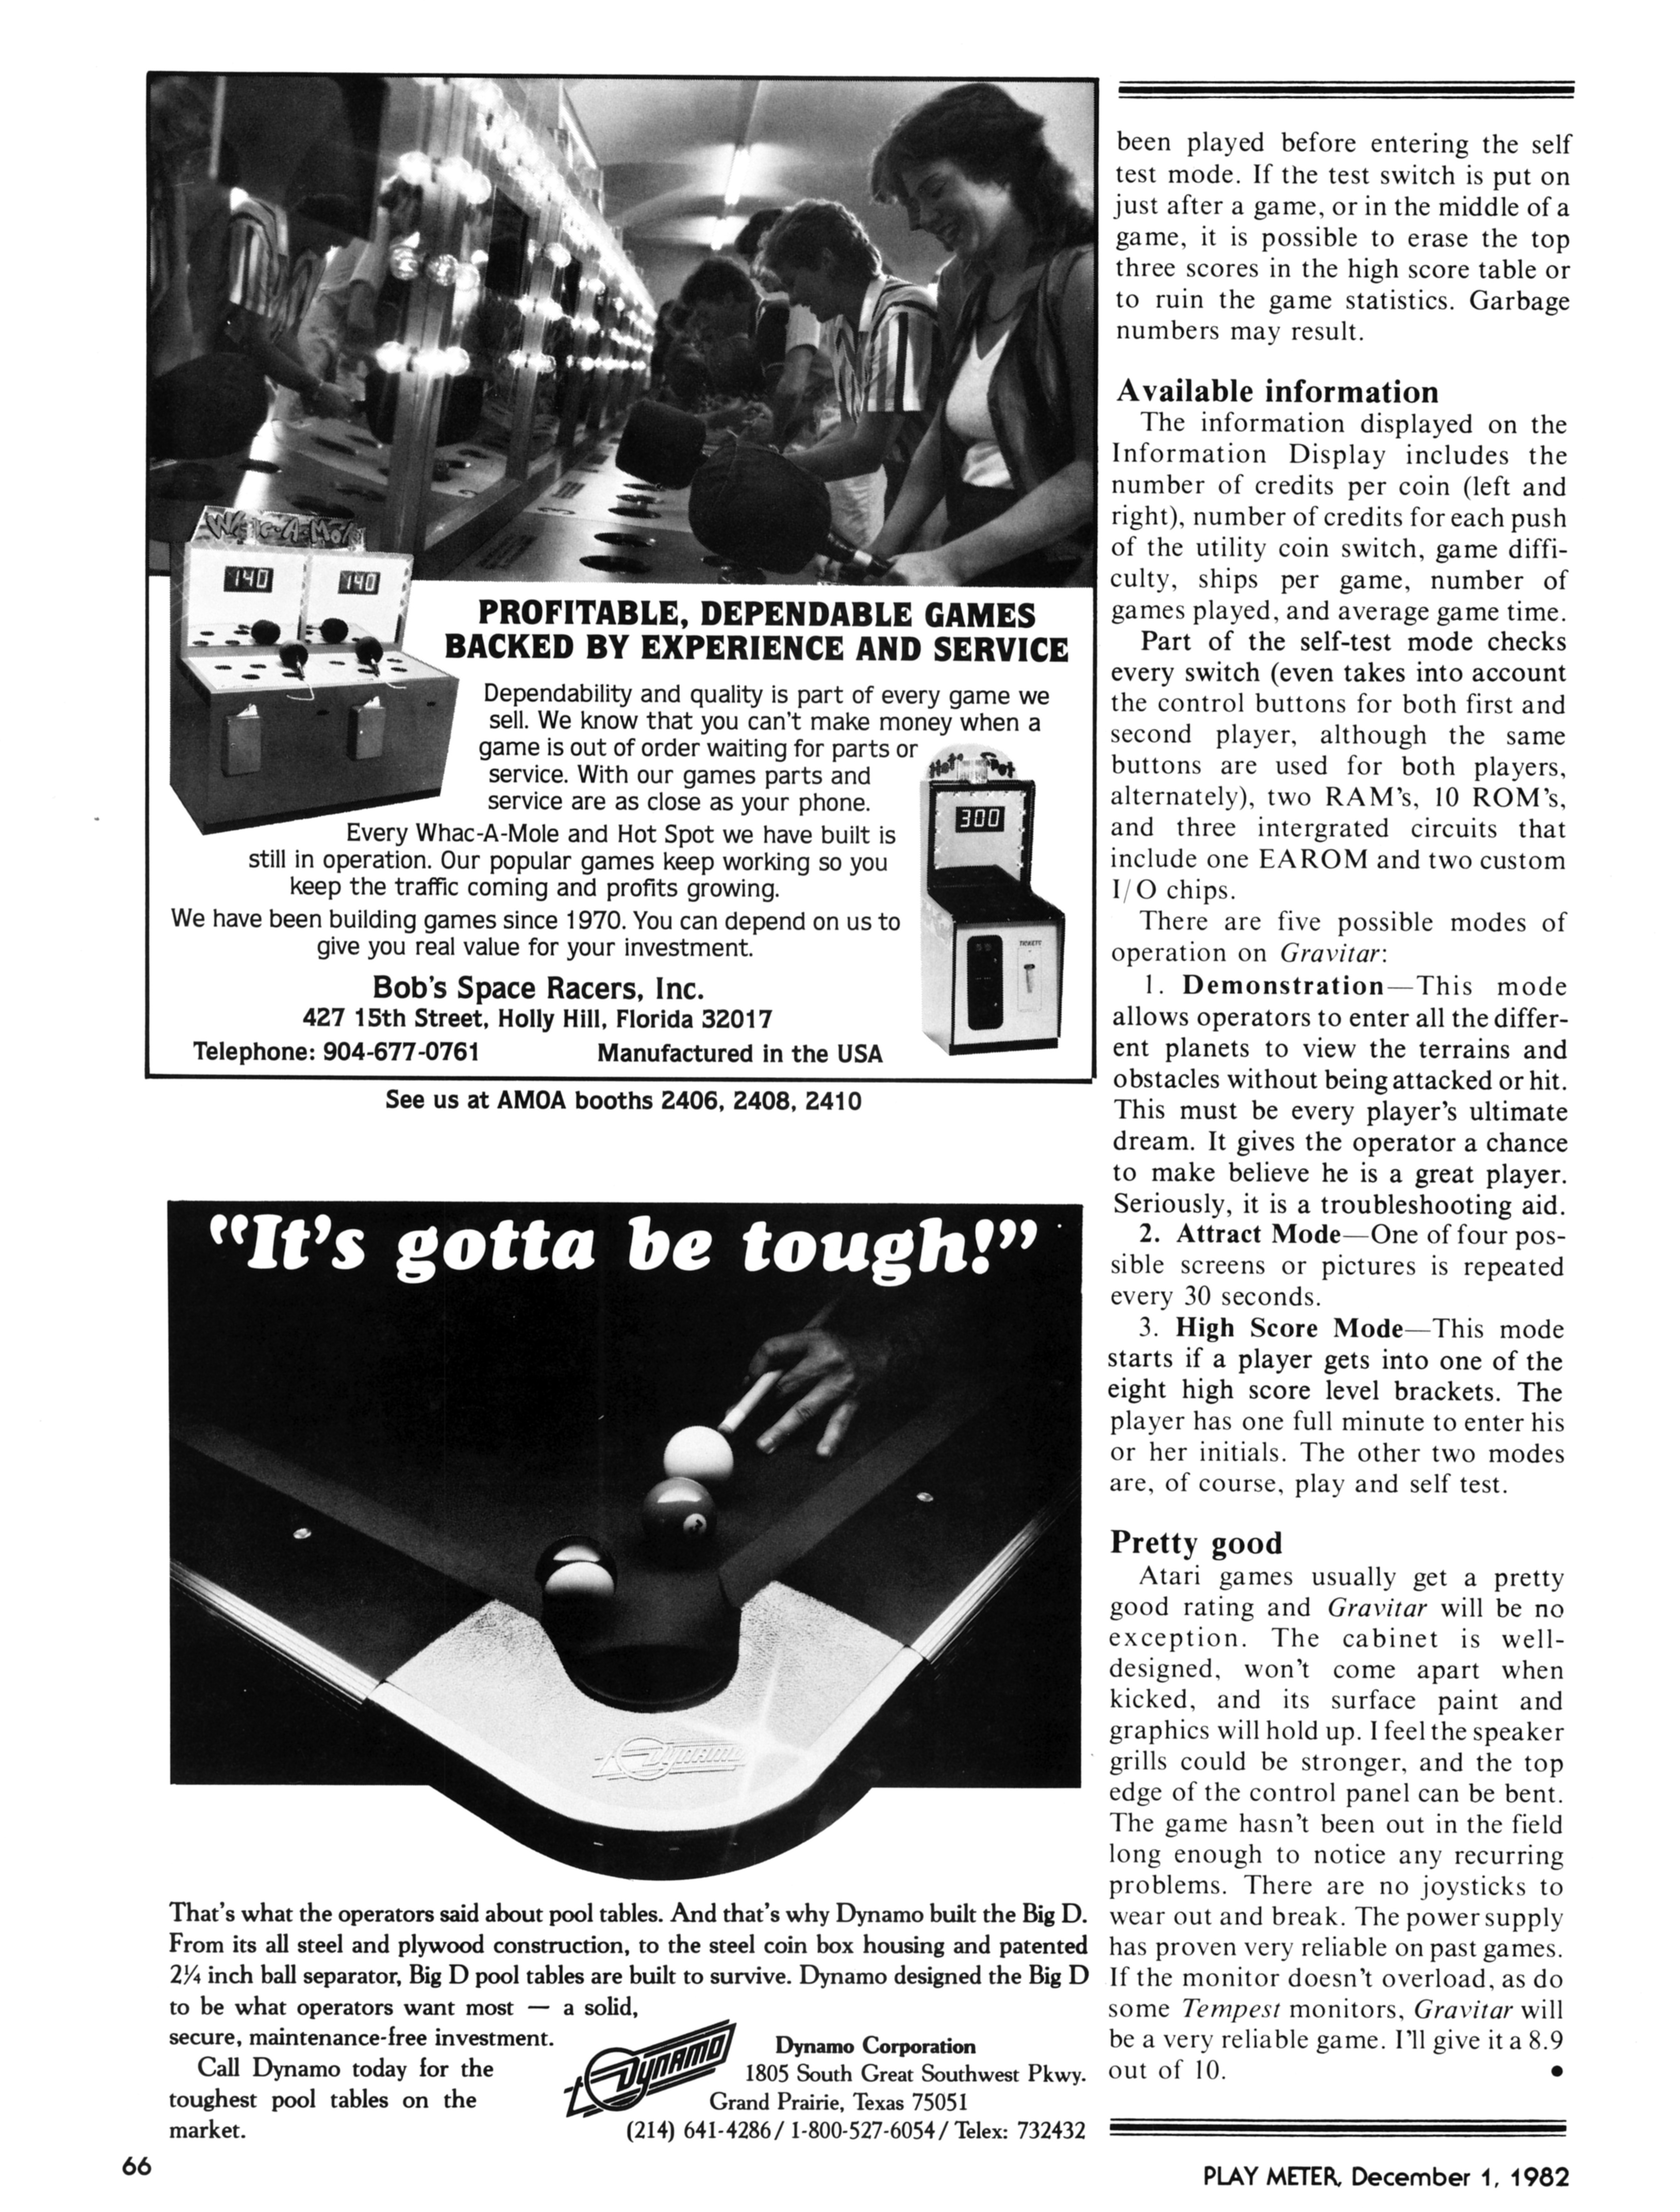 Whac-A-Mole
140
140
PROFITABLE, DEPENDABLE GAMES
BACKED BY EXPERIENCE AND SERVICE
Dependability and quality is part of every game we
sell. We know that you can't make money when a
game is out of order waiting for parts or
service. With our games parts and
service are as close as your phone.
Every Whac-A-Mole and Hot Spot we have built is
still in operation. Our popular games keep working so you
keep the traffic coming and profits growing.
We have been building games since 1970. You can depend on us to
give you real value for your investment.
Hot Spot
300
TICKETS
Bob's Space Racers, Inc.
427 15th Street, Holly Hill, Florida 32017
Telephone: 904-677-0761 Manufactured in the USA
See us at AMOA booths 2406, 2408, 2410
“It's gotta be tough!”
DYNAMO
That's what the operators said about pool tables. And that's why Dynamo built the Big D.
From its all steel and plywood construction, to the steel coin box housing and patented
2¼ inch ball separator, Big D pool tables are built to survive. Dynamo designed the Big D
to be what operators want most — a solid,
secure, maintenance-free investment.
Call Dynamo today for the
toughest pool tables on the
market.
DYNAMO
Dynamo Corporation
1805 South Great Southwest Pkwy.
Grand Prairie, Texas 75051
(214) 641-4286/ 1-800-527-6054/ Telex: 732432
been played before entering the self
test mode. If the test switch is put on
just after a game, or in the middle of a
game, it is possible to erase the top
three scores in the high score table or
to ruin the game statistics. Garbage
numbers may result.
Available information
The information displayed on the
Information Display includes the
number of credits per coin (left and
right), number of credits for each push
of the utility coin switch, game diffi-
culty, ships per game, number of
games played, and average game time.
Part of the self-test mode checks
every switch (even takes into account
the control buttons for both first and
second player, although the same
buttons are used for both players,
alternately), two RAM's, 10 ROM's,
and three intergrated circuits that
include one EAROM and two custom
I/O chips.
There are five possible modes of
operation on Gravitar:
1. Demonstration—This mode
allows operators to enter all the differ-
ent planets to view the terrains and
obstacles without being attacked or hit.
This must be every player's ultimate
dream. It gives the operator a chance
to make believe he is a great player.
Seriously, it is a troubleshooting aid.
2. Attract Mode—One of four pos-
sible screens or pictures is repeated
every 30 seconds.
3. High Score Mode—This mode
starts if a player gets into one of the
eight high score level brackets. The
player has one full minute to enter his
or her initials. The other two modes
are, of course, play and self test.
Pretty good
Atari games usually get a pretty
good rating and Gravitar will be no
exception. The cabinet is well-
designed, won't come apart when
kicked, and its surface paint and
graphics will hold up. I feel the speaker
grills could be stronger, and the top
edge of the control panel can be bent.
The game hasn't been out in the field
long enough to notice any recurring
problems. There are no joysticks to
wear out and break. The power supply
has proven very reliable on past games.
If the monitor doesn't overload, as do
some Tempest monitors, Gravitar will
be a very reliable game. I'll give it a 8.9
out of 10. •
66
PLAY METER, December 1, 1982